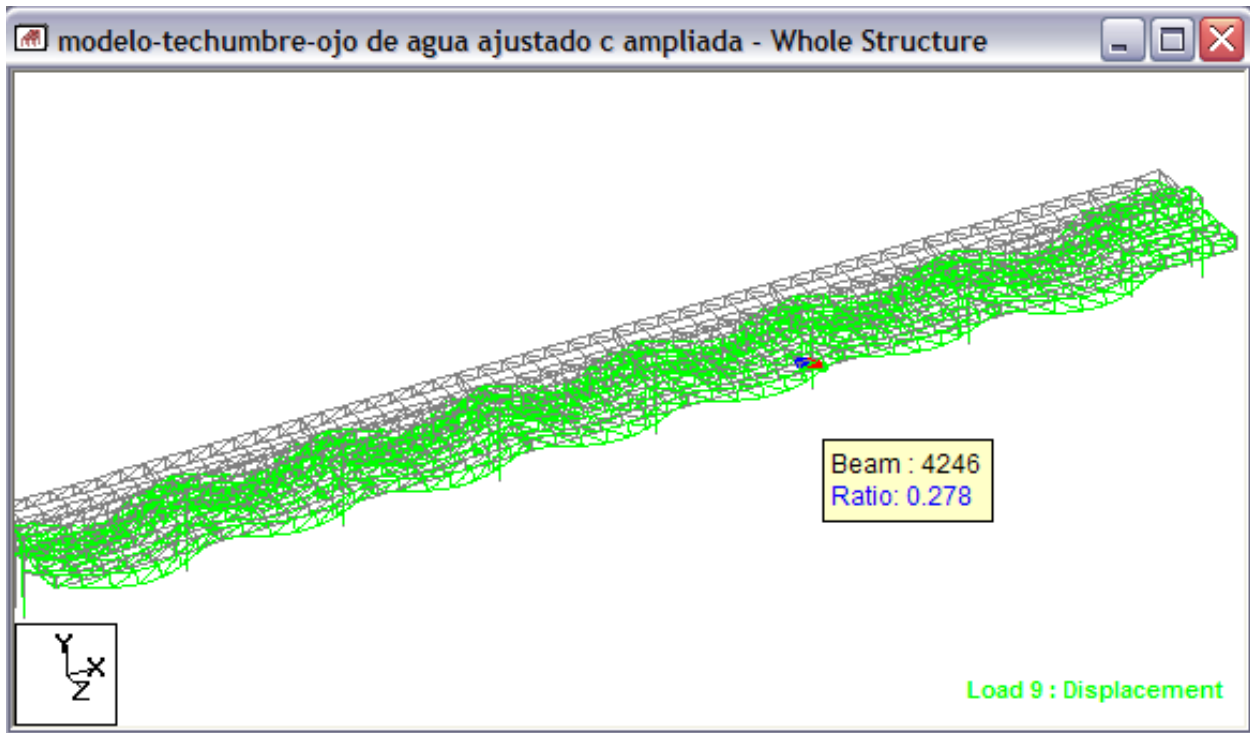 modelo-techumbre-ojo de agua ajustado c ampliada - Whole Structure
Beam : 4246
Ratio: 0.278
Y
X
Z
Load 9 : Displacement